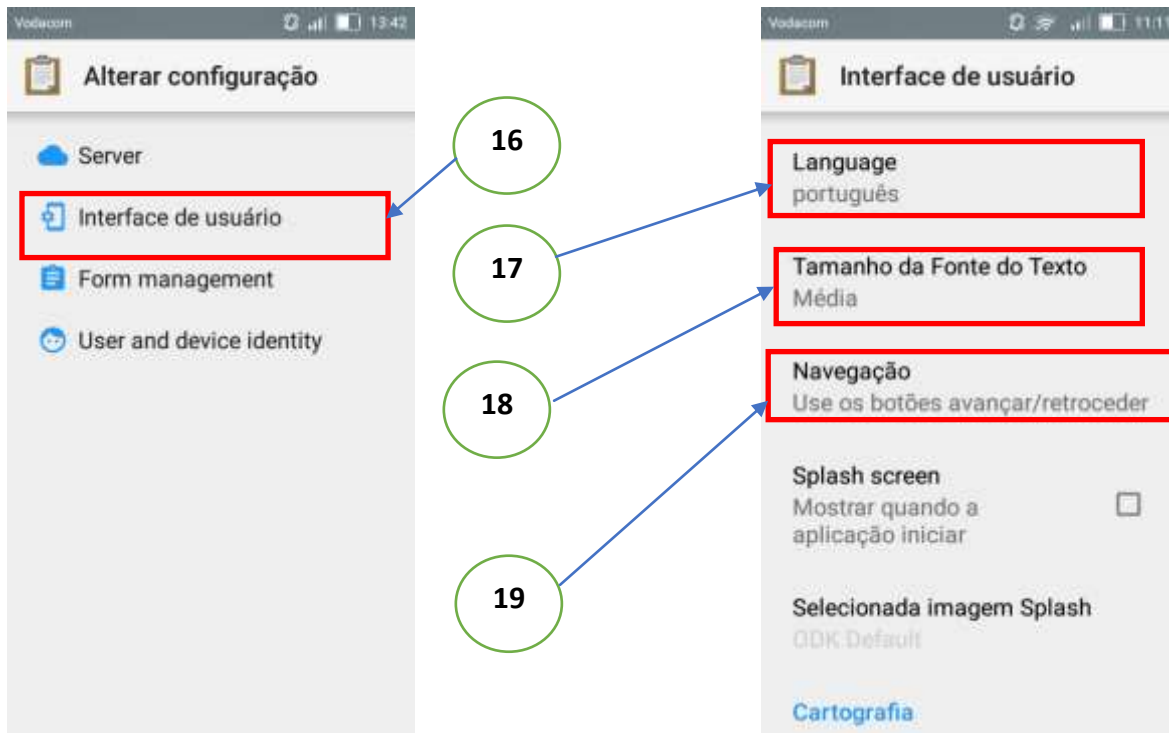 Vodacom 13:42
Alterar configuração
Server
Interface de usuário
Form management
User and device identity
16
17
18
19
Vodacom 11:11
Interface de usuário
Language
português
Tamanho da Fonte do Texto
Média
Navegação
Use os botões avançar/retroceder
Splash screen
Mostrar quando a
aplicação iniciar
Selecionada imagem Splash
ODK Default
Cartografia